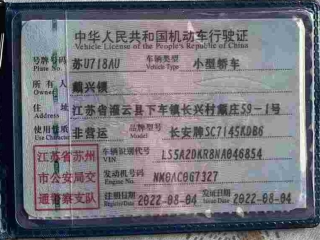 中华人民共和国机动车行驶证
Vehicle License of the People's Republic of China
号牌号码 苏U718AU 车辆类型 小型轿车
Plate No. Vehicle Type
所有人 戴兴镇
Owner
住址 江苏省灌云县下车镇长兴村戴庄59-1号
Address
使用性质 非营运 品牌型号 长安牌SC7145KDB6
Use Character Model
江苏省苏州 车辆识别代号 LS5A2DKR8NA046854
VIN
市公安局交 发动机号码 NK0AC0G7327
Engine No.
通警察支队 注册日期 2022-08-04 发证日期 2022-08-04
Register Date Issue Date